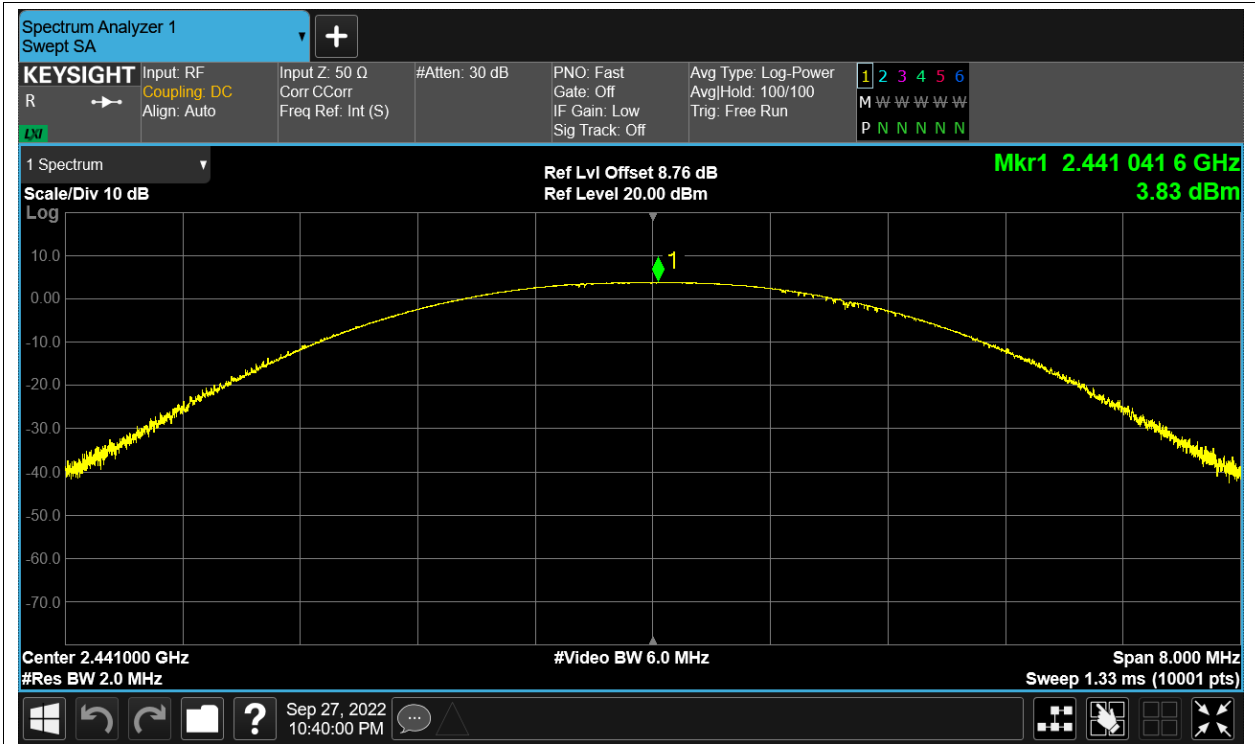 Spectrum Analyzer 1
Swept SA
KEYSIGHT
R
LXI
Input: RF
Coupling: DC
Align: Auto
Input Z: 50 Ω
Corr CCorr
Freq Ref: Int (S)
#Atten: 30 dB
PNO: Fast
Gate: Off
IF Gain: Low
Sig Track: Off
Avg Type: Log-Power
Avg|Hold: 100/100
Trig: Free Run
1 2 3 4 5 6
M W W W W W
P N N N N N
1 Spectrum
Scale/Div 10 dB
Log
Ref Lvl Offset 8.76 dB
Ref Level 20.00 dBm
Mkr1 2.441 041 6 GHz
3.83 dBm
1
10.0
0.00
-10.0
-20.0
-30.0
-40.0
-50.0
-60.0
-70.0
Center 2.441000 GHz
#Res BW 2.0 MHz
#Video BW 6.0 MHz
Span 8.000 MHz
Sweep 1.33 ms (10001 pts)
?
Sep 27, 2022
10:40:00 PM